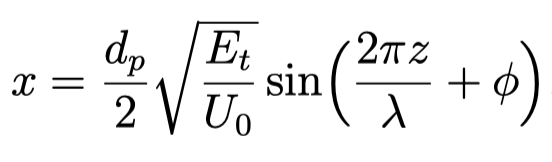 x = \frac{d_p}{2} \sqrt{\frac{E_t}{U_0}} \sin\left(\frac{2\pi z}{\lambda} + \phi\right)